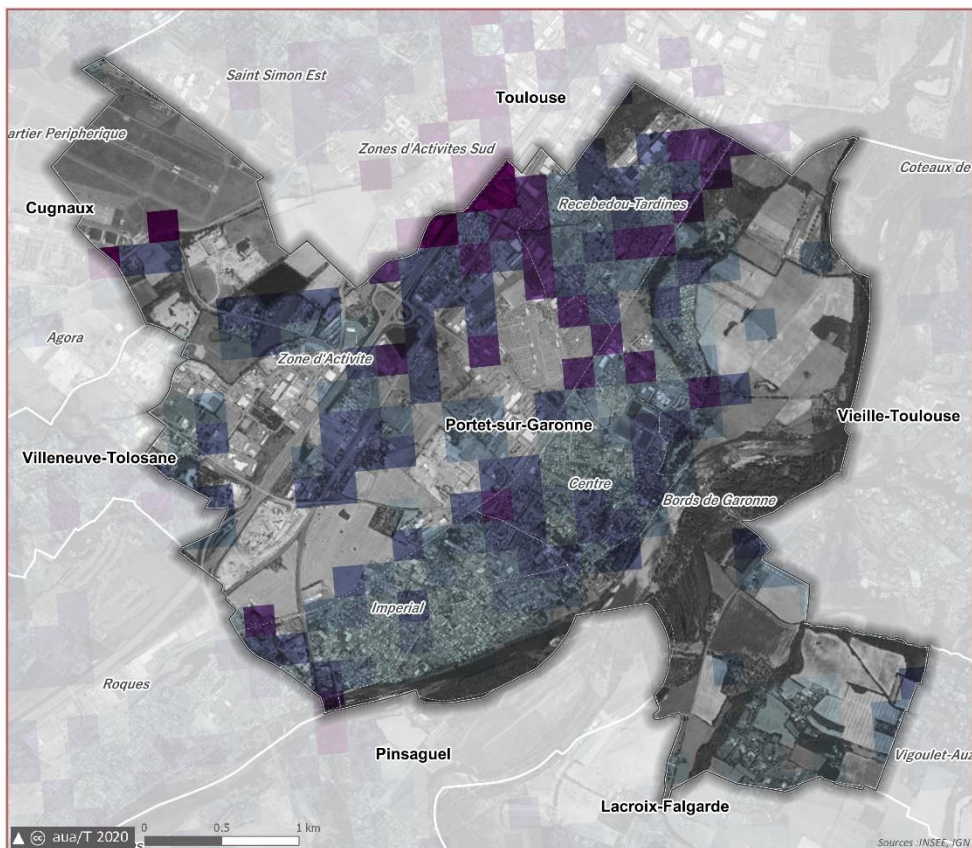 Saint Simon Est
Toulouse
artier Peripherique
Zones d'Activites Sud
Coteaux de
Cugnaux
Recebedou-Tardines
Agora
Zone d'Activite
Vieille-Toulouse
Portet-sur-Garonne
Villeneuve-Tolosane
Centre
Bords de Garonne
Imperial
Roques
Pinsaguel
Vigoulet-Auz
Lacroix-Falgarde
▲ cc aua/T 2020
0 0.5 1 km
s
Sources :INSEE, IGN